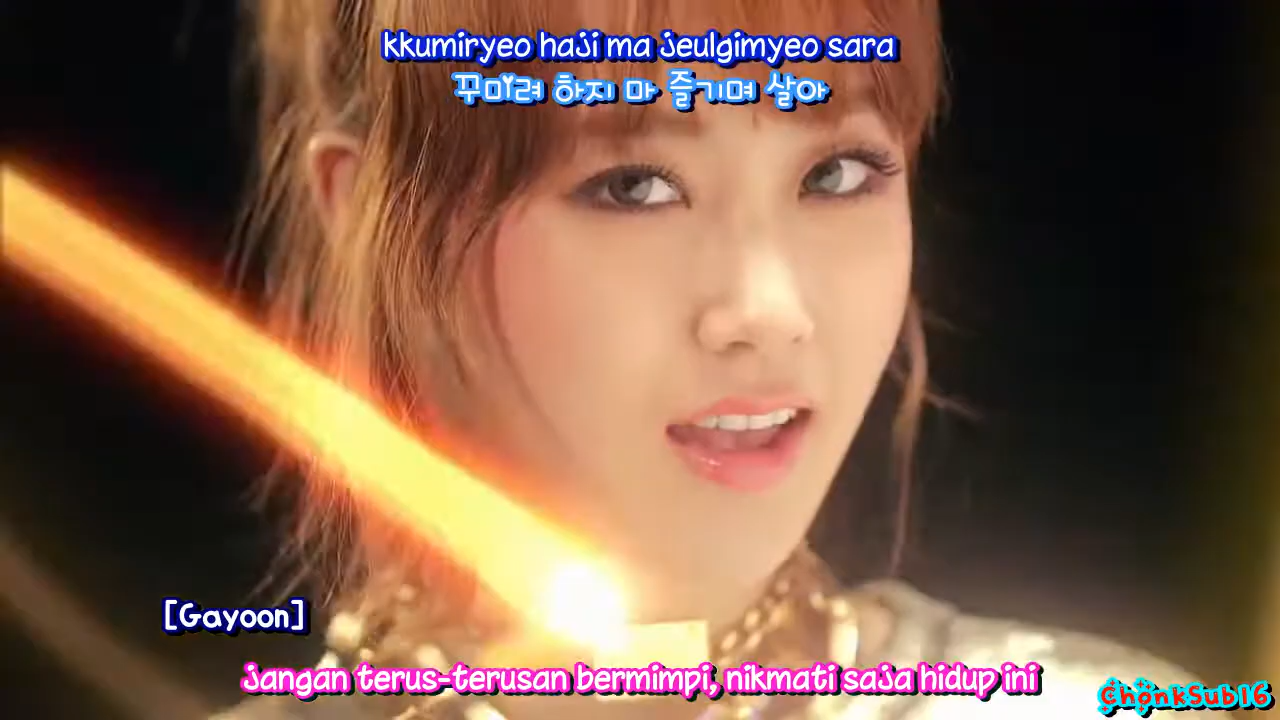 kkumiryeo haji ma jeulgimyeo sara
꾸미려 하지 마 즐기며 살아
[Gayoon]
jangan terus-terusan bermimpi, nikmati saja hidup ini
ChonkSub16